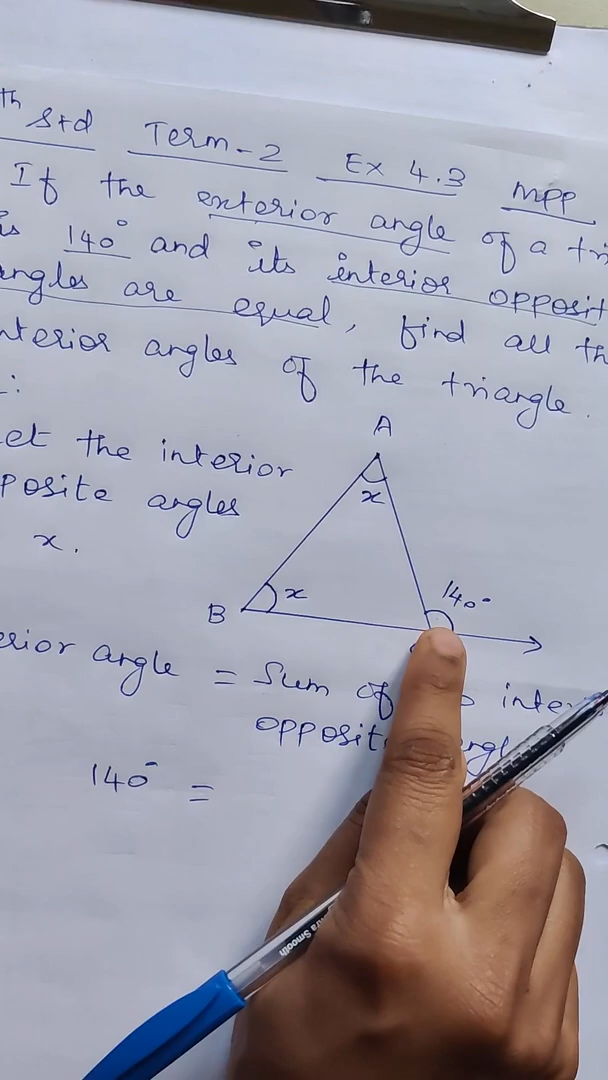 th Std Term-2 Ex 4.3 MPP
If the exterior angle of a tri
is 140° and its interior opposit
angles are equal, find all th
nterior angles of the triangle.
:
et the interior
posite angles
x.
A
x
B
x
140°
erior angle = Sum of inte
opposit
140° =